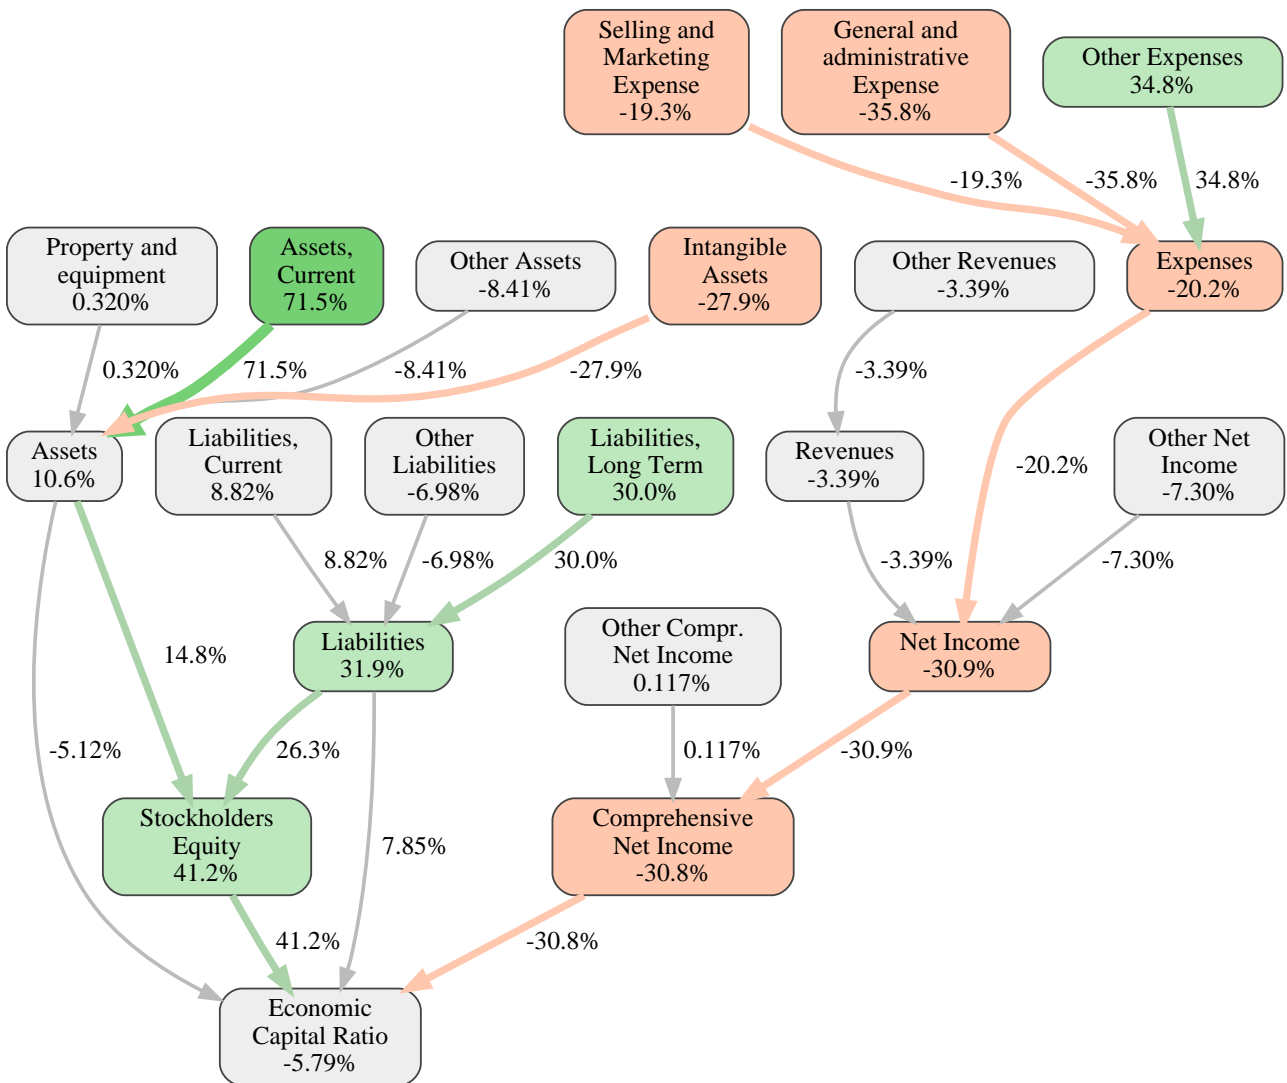 Selling and
Marketing
Expense
-19.3%
General and
administrative
Expense
-35.8%
Other Expenses
34.8%
-19.3%
-35.8%
34.8%
Property and
equipment
0.320%
Assets,
Current
71.5%
Other Assets
-8.41%
Intangible
Assets
-27.9%
Other Revenues
-3.39%
Expenses
-20.2%
0.320%
71.5%
-8.41%
-27.9%
-3.39%
-20.2%
Assets
10.6%
Liabilities,
Current
8.82%
Other
Liabilities
-6.98%
Liabilities,
Long Term
30.0%
Revenues
-3.39%
Other Net
Income
-7.30%
8.82%
-6.98%
30.0%
-3.39%
-7.30%
14.8%
Liabilities
31.9%
Other Compr.
Net Income
0.117%
Net Income
-30.9%
-5.12%
26.3%
0.117%
-30.9%
Stockholders
Equity
41.2%
7.85%
Comprehensive
Net Income
-30.8%
41.2%
-30.8%
Economic
Capital Ratio
-5.79%